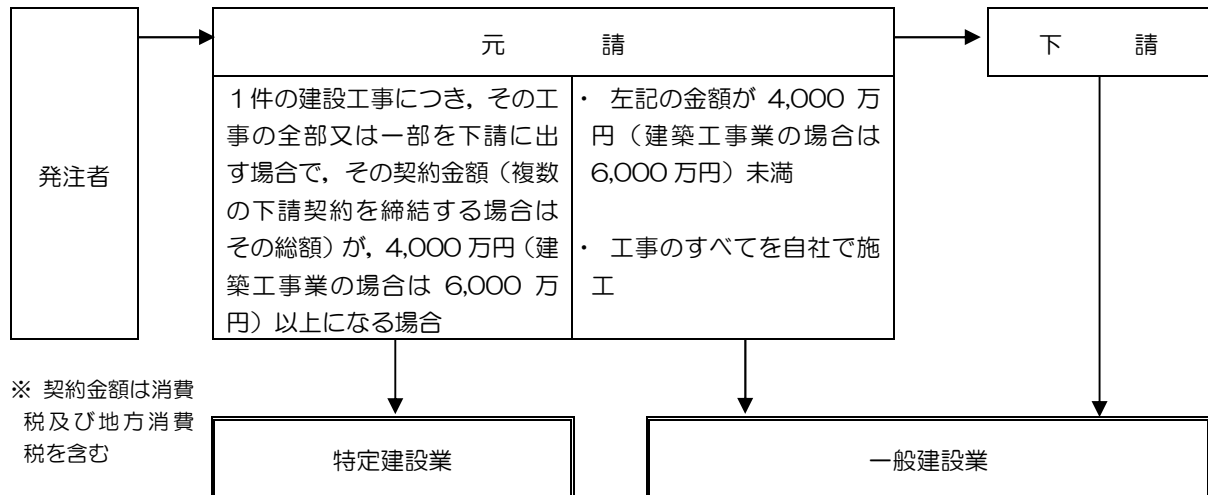 発注者
元　　　請
下　　　請
１件の建設工事につき，その工
事の全部又は一部を下請に出
す場合で，その契約金額（複数
の下請契約を締結する場合は
その総額）が，4,000 万円（建
築工事業の場合は 6,000 万
円）以上になる場合
・ 左記の金額が 4,000 万
円（建築工事業の場合は
6,000 万円）未満
・ 工事のすべてを自社で施
工
※ 契約金額は消費
税及び地方消費
税を含む
特定建設業
一般建設業